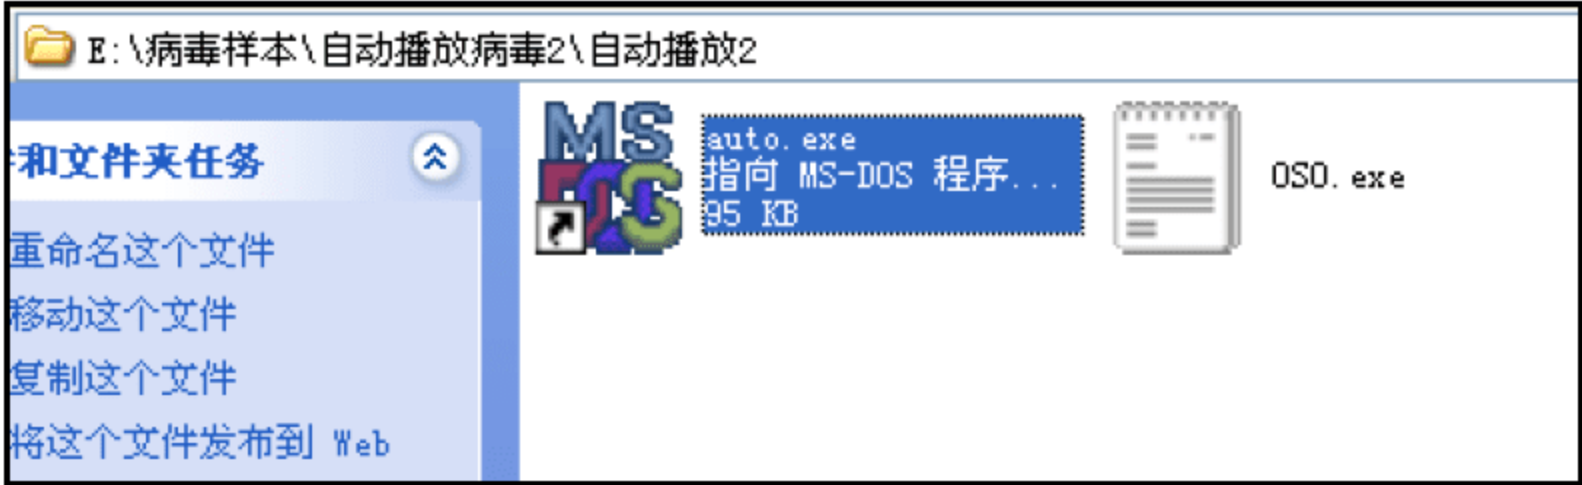 E:\病毒样本\自动播放病毒2\自动播放2
和文件夹任务
重命名这个文件
移动这个文件
复制这个文件
将这个文件发布到 Web
MS
DOS
auto.exe
指向 MS-DOS 程序...
95 KB
OSO.exe